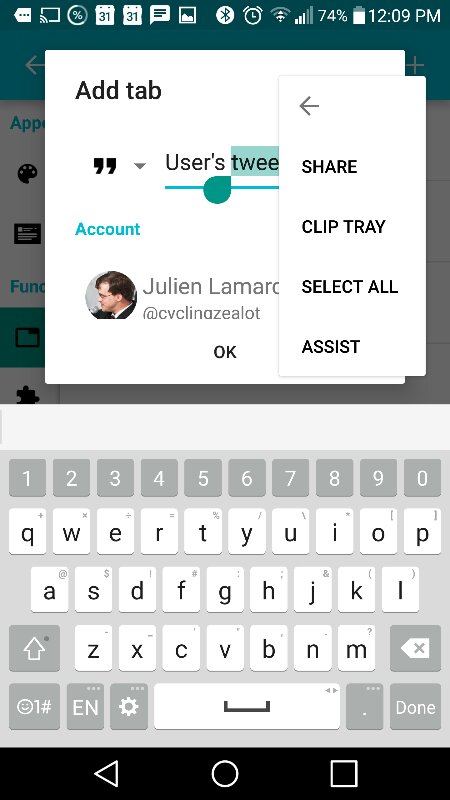 31 31 74% 12:09 PM
Add tab
User's twee
Account
Julien Lamarc
@cyclingzealot
OK
SHARE
CLIP TRAY
SELECT ALL
ASSIST
Appe
Func
1 2 3 4 5 6 7 8 9 0
+ × ÷ = % / \ * [ ]
q w e r t y u i o p
@ $ ! # : ; & ( )
a s d f g h j k l
- _ " ' , ?
z x c v b n m
1# EN . Done